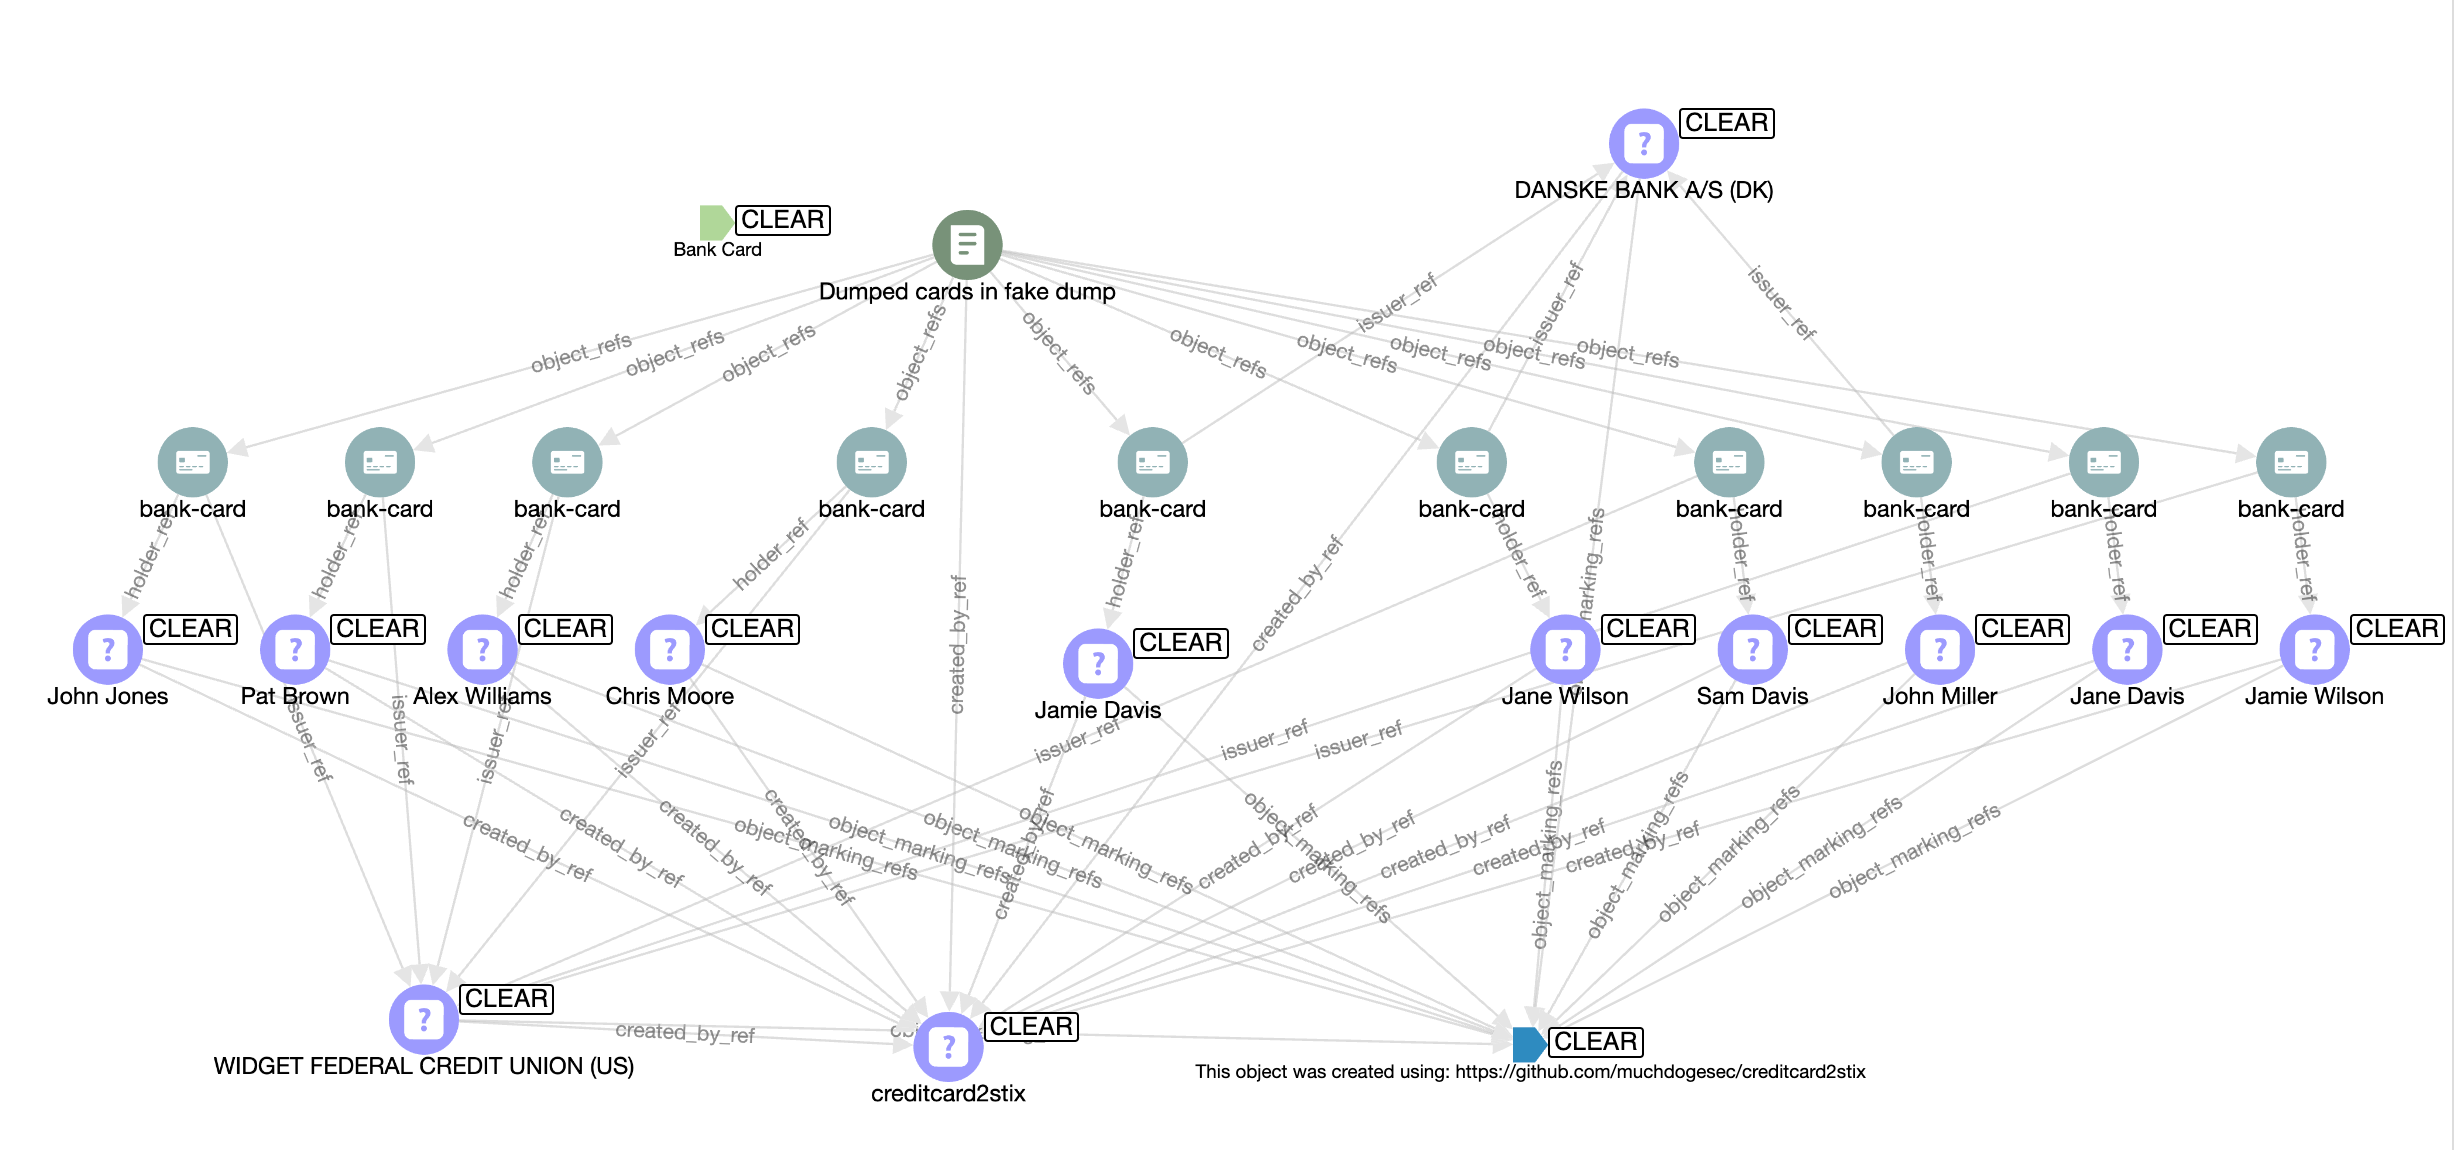 CLEAR
DANSKE BANK A/S (DK)
CLEAR
Bank Card
Dumped cards in fake dump
object_refs
object_refs
object_refs
object_refs
object_refs
object_refs
object_refs
object_refs
object_refs
object_refs
issuer_ref
issuer_ref
issuer_ref
bank-card
bank-card
bank-card
bank-card
bank-card
bank-card
bank-card
bank-card
bank-card
bank-card
holder_ref
holder_ref
holder_ref
holder_ref
holder_ref
holder_ref
holder_ref
holder_ref
holder_ref
holder_ref
created_by_ref
created_by_ref
marking_refs
CLEAR
CLEAR
CLEAR
CLEAR
CLEAR
CLEAR
CLEAR
CLEAR
CLEAR
CLEAR
John Jones
Pat Brown
Alex Williams
Chris Moore
Jamie Davis
Jane Wilson
Sam Davis
John Miller
Jane Davis
Jamie Wilson
issuer_ref
issuer_ref
issuer_ref
issuer_ref
issuer_ref
issuer_ref
issuer_ref
created_by_ref
created_by_ref
created_by_ref
created_by_ref
object_marking_refs
object_marking_refs
object_marking_refs
object_marking_refs
created_by_ref
object_marking_refs
created_by_ref
created_by_ref
created_by_ref
created_by_ref
created_by_ref
object_marking_refs
object_marking_refs
object_marking_refs
object_marking_refs
object_marking_refs
CLEAR
created_by_ref
WIDGET FEDERAL CREDIT UNION (US)
CLEAR
creditcard2stix
CLEAR
This object was created using: https://github.com/muchdogesec/creditcard2stix